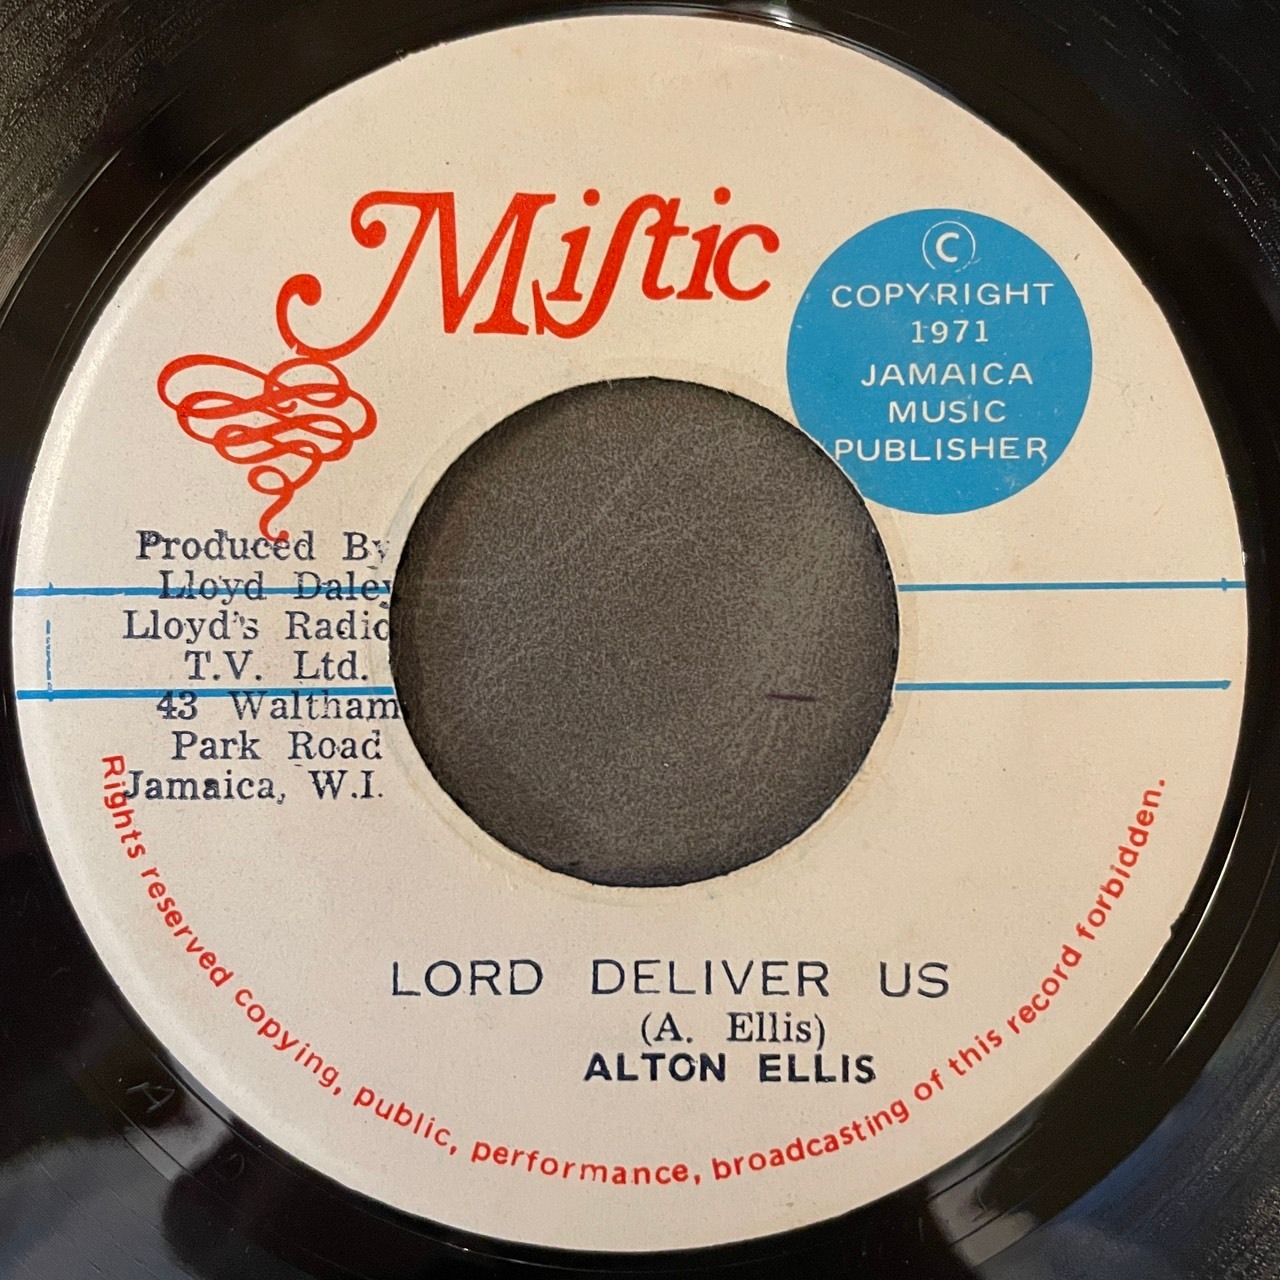 Mistic
©
COPYRIGHT
1971
JAMAICA
MUSIC
PUBLISHER
Produced By
Lloyd Daley
Lloyd's Radio
T.V. Ltd.
43 Waltham
Park Road
Jamaica, W.I.
LORD DELIVER US
(A. Ellis)
ALTON ELLIS
Rights reserved copying, public, performance, broadcasting of this record forbidden.